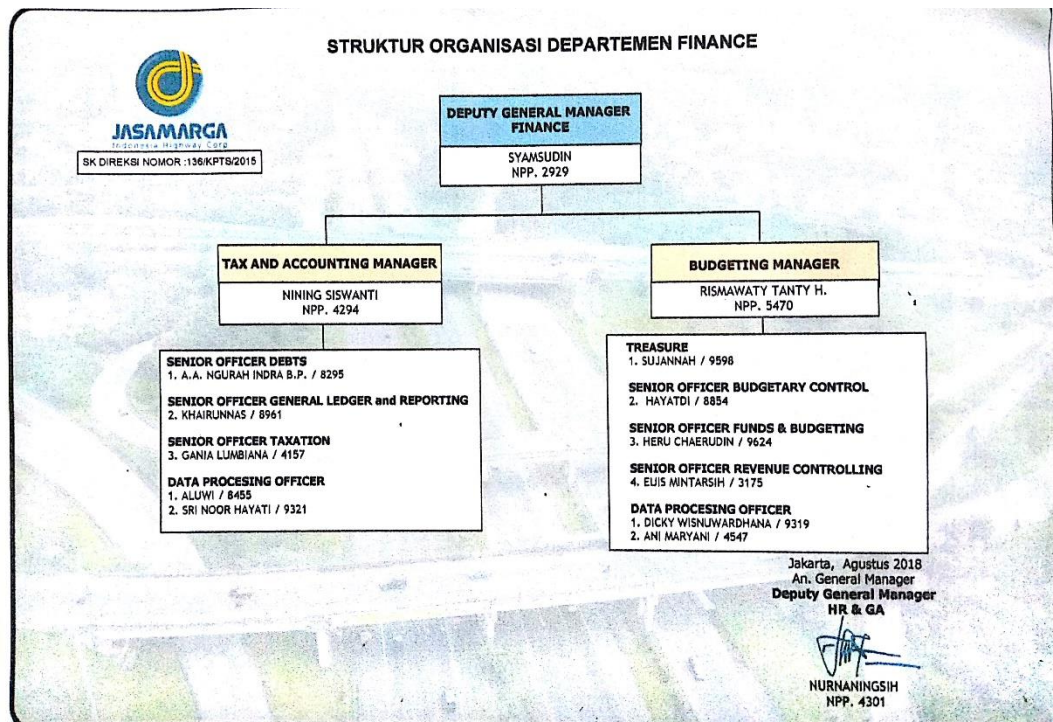 STRUKTUR ORGANISASI DEPARTEMEN FINANCE
JASAMARGA
Indonesia Highway Corp
SK DIREKSI NOMOR :136/KPTS/2015
DEPUTY GENERAL MANAGER
FINANCE
SYAMSUDIN
NPP. 2929
TAX AND ACCOUNTING MANAGER
NINING SISWANTI
NPP. 4294
SENIOR OFFICER DEBTS
1. A.A. NGURAH INDRA B.P. / 8295
SENIOR OFFICER GENERAL LEDGER and REPORTING
2. KHAIRUNNAS / 8961
SENIOR OFFICER TAXATION
3. GANIA LUMBIANA / 4157
DATA PROCESING OFFICER
1. ALUWI / 8455
2. SRI NOOR HAYATI / 9321
BUDGETING MANAGER
RISMAWATY TANTY H.
NPP. 5470
TREASURE
1. SUJANNAH / 9598
SENIOR OFFICER BUDGETARY CONTROL
2. HAYATDI / 8854
SENIOR OFFICER FUNDS & BUDGETING
3. HERU CHAERUDIN / 9624
SENIOR OFFICER REVENUE CONTROLLING
4. EUIS MINTARSIH / 3175
DATA PROCESING OFFICER
1. DICKY WISNUWARDHANA / 9319
2. ANI MARYANI / 4547
Jakarta, Agustus 2018
An. General Manager
Deputy General Manager
HR & GA
NURNANINGSIH
NPP. 4301